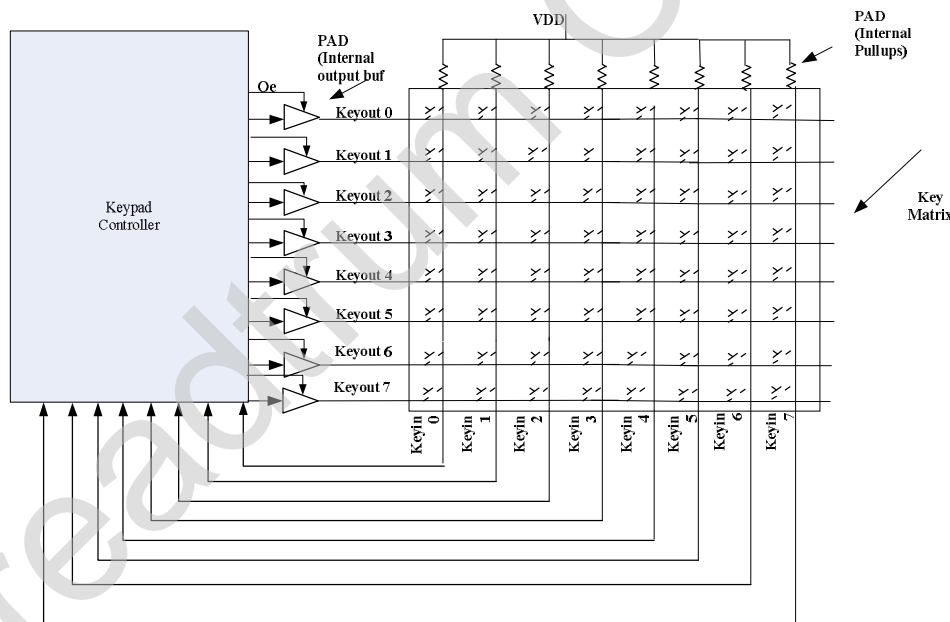 VDD
PAD
(Internal
Pullups)
PAD
(Internal
output buf
Oe
Keyout 0
Keyout 1
Keyout 2
Keyout 3
Keyout 4
Keyout 5
Keyout 6
Keyout 7
Keypad
Controller
Key
Matrix
Keyin 0
Keyin 1
Keyin 2
Keyin 3
Keyin 4
Keyin 5
Keyin 6
Keyin 7
readtrum C